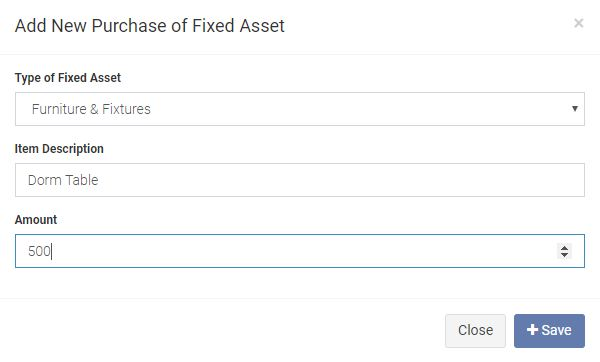 Add New Purchase of Fixed Asset ×
Type of Fixed Asset
Furniture & Fixtures
Item Description
Dorm Table
Amount
500
Close + Save